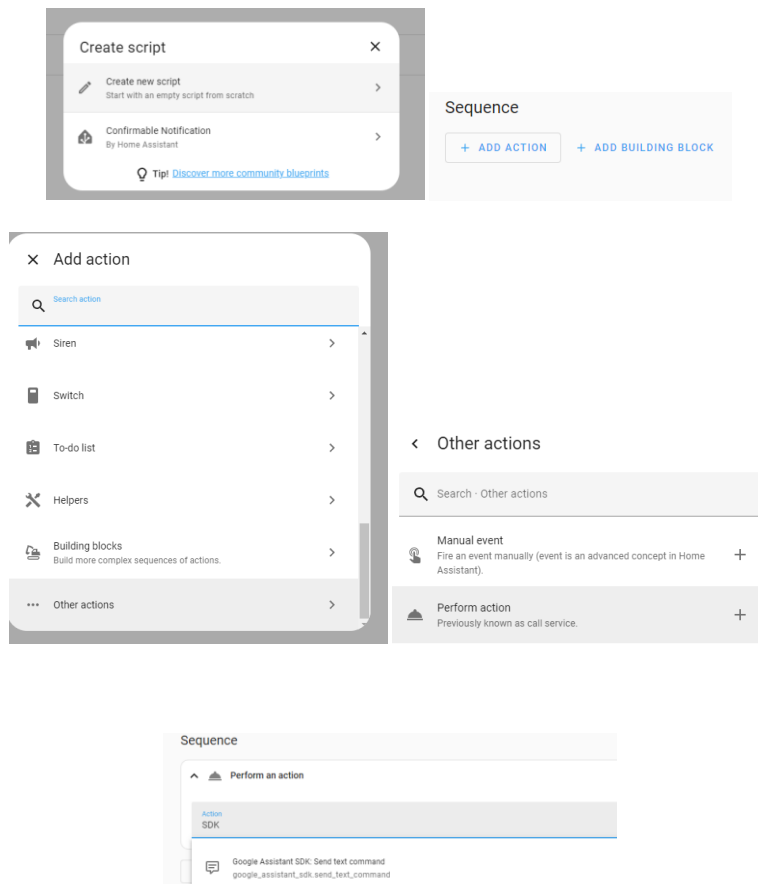 Create script
Create new script
Start with an empty script from scratch
Confirmable Notification
By Home Assistant
Tip! Discover more community blueprints
Sequence
+ ADD ACTION + ADD BUILDING BLOCK
Add action
Search action
Siren
Switch
To-do list
Helpers
Building blocks
Build more complex sequences of actions.
Other actions
Other actions
Search · Other actions
Manual event
Fire an event manually (event is an advanced concept in Home
Assistant).
Perform action
Previously known as call service.
Sequence
Perform an action
Action
SDK
Google Assistant SDK: Send text command
google_assistant_sdk.send_text_command